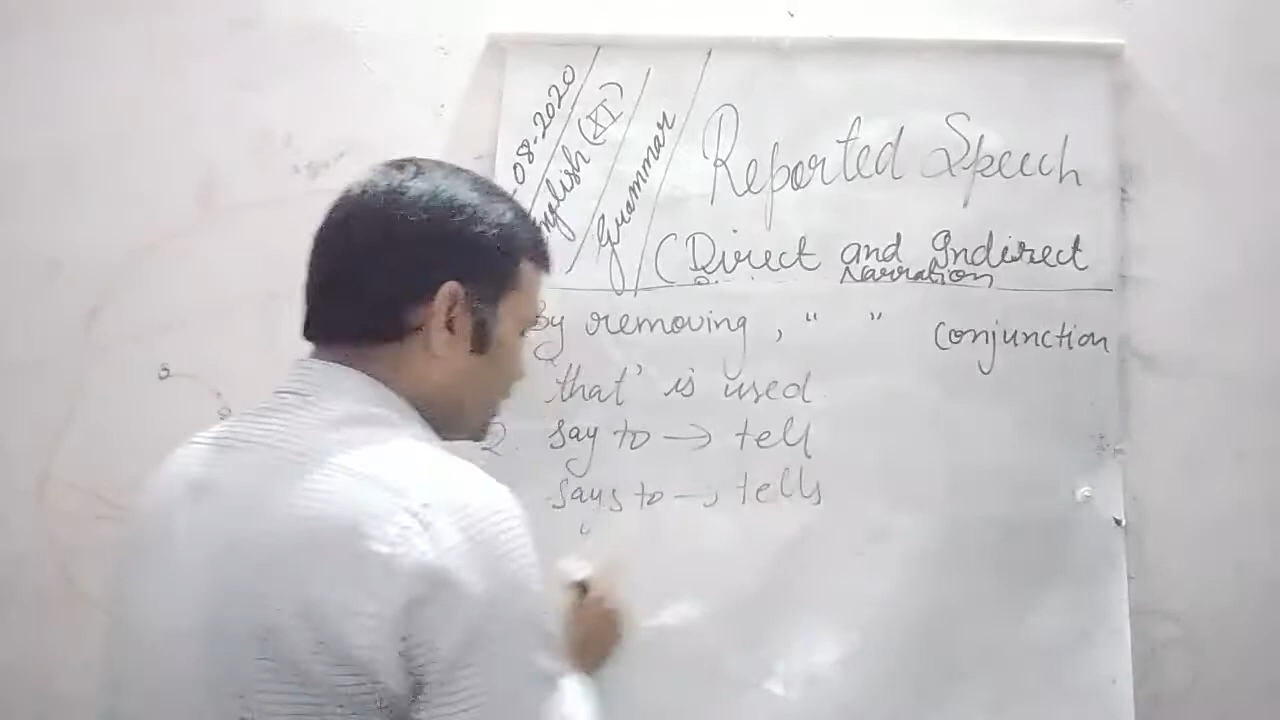 -08-2020
nglish (XI)
Grammar
Reported Speech
(Direct and Indirect
Narration
By removing, “ ” Conjunction
that' is used
2. Say to → tell
Says to → tells